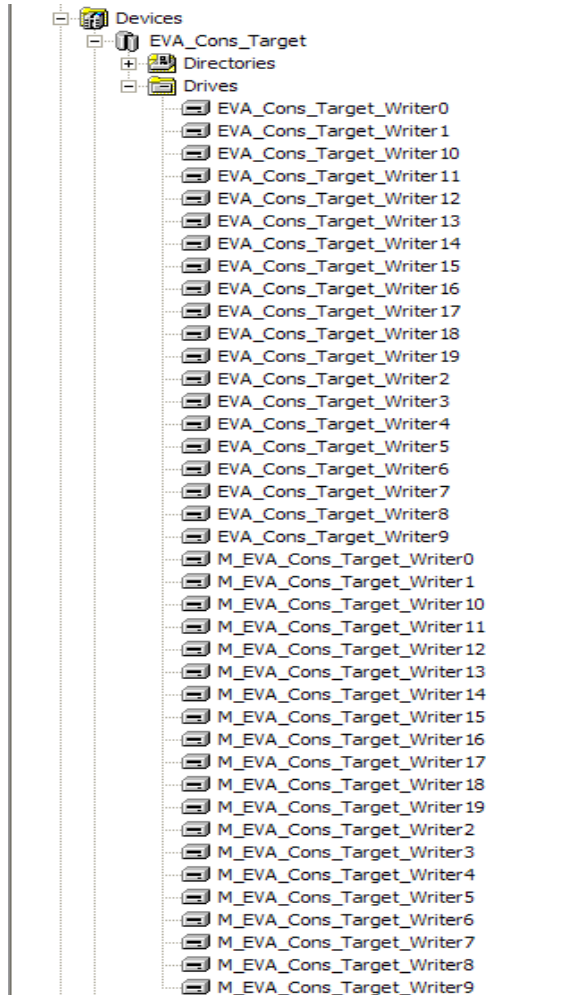 Devices
EVA_Cons_Target
Directories
Drives
EVA_Cons_Target_Writer0
EVA_Cons_Target_Writer1
EVA_Cons_Target_Writer10
EVA_Cons_Target_Writer11
EVA_Cons_Target_Writer12
EVA_Cons_Target_Writer13
EVA_Cons_Target_Writer14
EVA_Cons_Target_Writer15
EVA_Cons_Target_Writer16
EVA_Cons_Target_Writer17
EVA_Cons_Target_Writer18
EVA_Cons_Target_Writer19
EVA_Cons_Target_Writer2
EVA_Cons_Target_Writer3
EVA_Cons_Target_Writer4
EVA_Cons_Target_Writer5
EVA_Cons_Target_Writer6
EVA_Cons_Target_Writer7
EVA_Cons_Target_Writer8
EVA_Cons_Target_Writer9
M_EVA_Cons_Target_Writer0
M_EVA_Cons_Target_Writer1
M_EVA_Cons_Target_Writer10
M_EVA_Cons_Target_Writer11
M_EVA_Cons_Target_Writer12
M_EVA_Cons_Target_Writer13
M_EVA_Cons_Target_Writer14
M_EVA_Cons_Target_Writer15
M_EVA_Cons_Target_Writer16
M_EVA_Cons_Target_Writer17
M_EVA_Cons_Target_Writer18
M_EVA_Cons_Target_Writer19
M_EVA_Cons_Target_Writer2
M_EVA_Cons_Target_Writer3
M_EVA_Cons_Target_Writer4
M_EVA_Cons_Target_Writer5
M_EVA_Cons_Target_Writer6
M_EVA_Cons_Target_Writer7
M_EVA_Cons_Target_Writer8
M_EVA_Cons_Target_Writer9